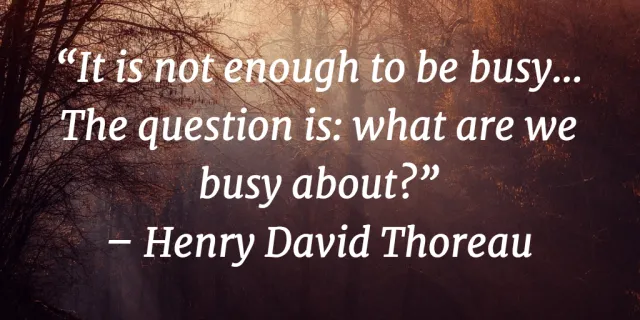 “It is not enough to be busy...
The question is: what are we
busy about?”
– Henry David Thoreau